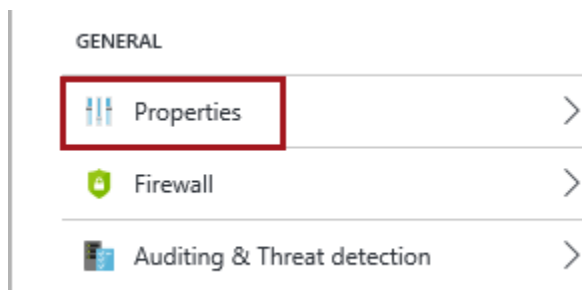 GENERAL
Properties
Firewall
Auditing & Threat detection